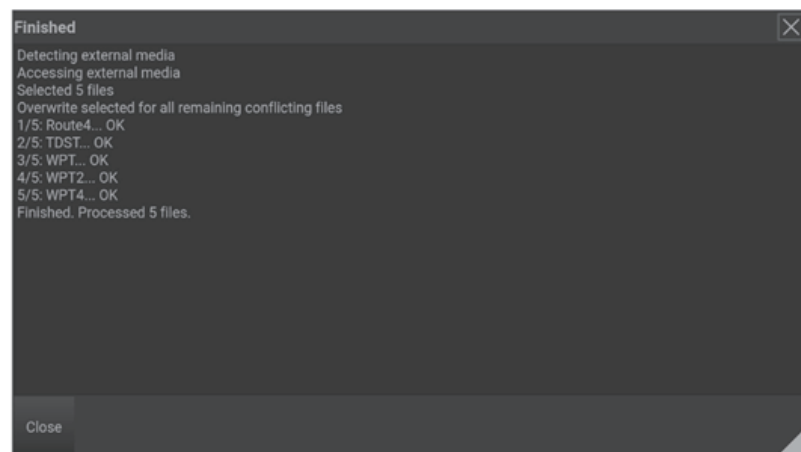 Finished
Detecting external media
Accessing external media
Selected 5 files
Overwrite selected for all remaining conflicting files
1/5: Route4... OK
2/5: TDST... OK
3/5: WPT... OK
4/5: WPT2... OK
5/5: WPT4... OK
Finished. Processed 5 files.
Close